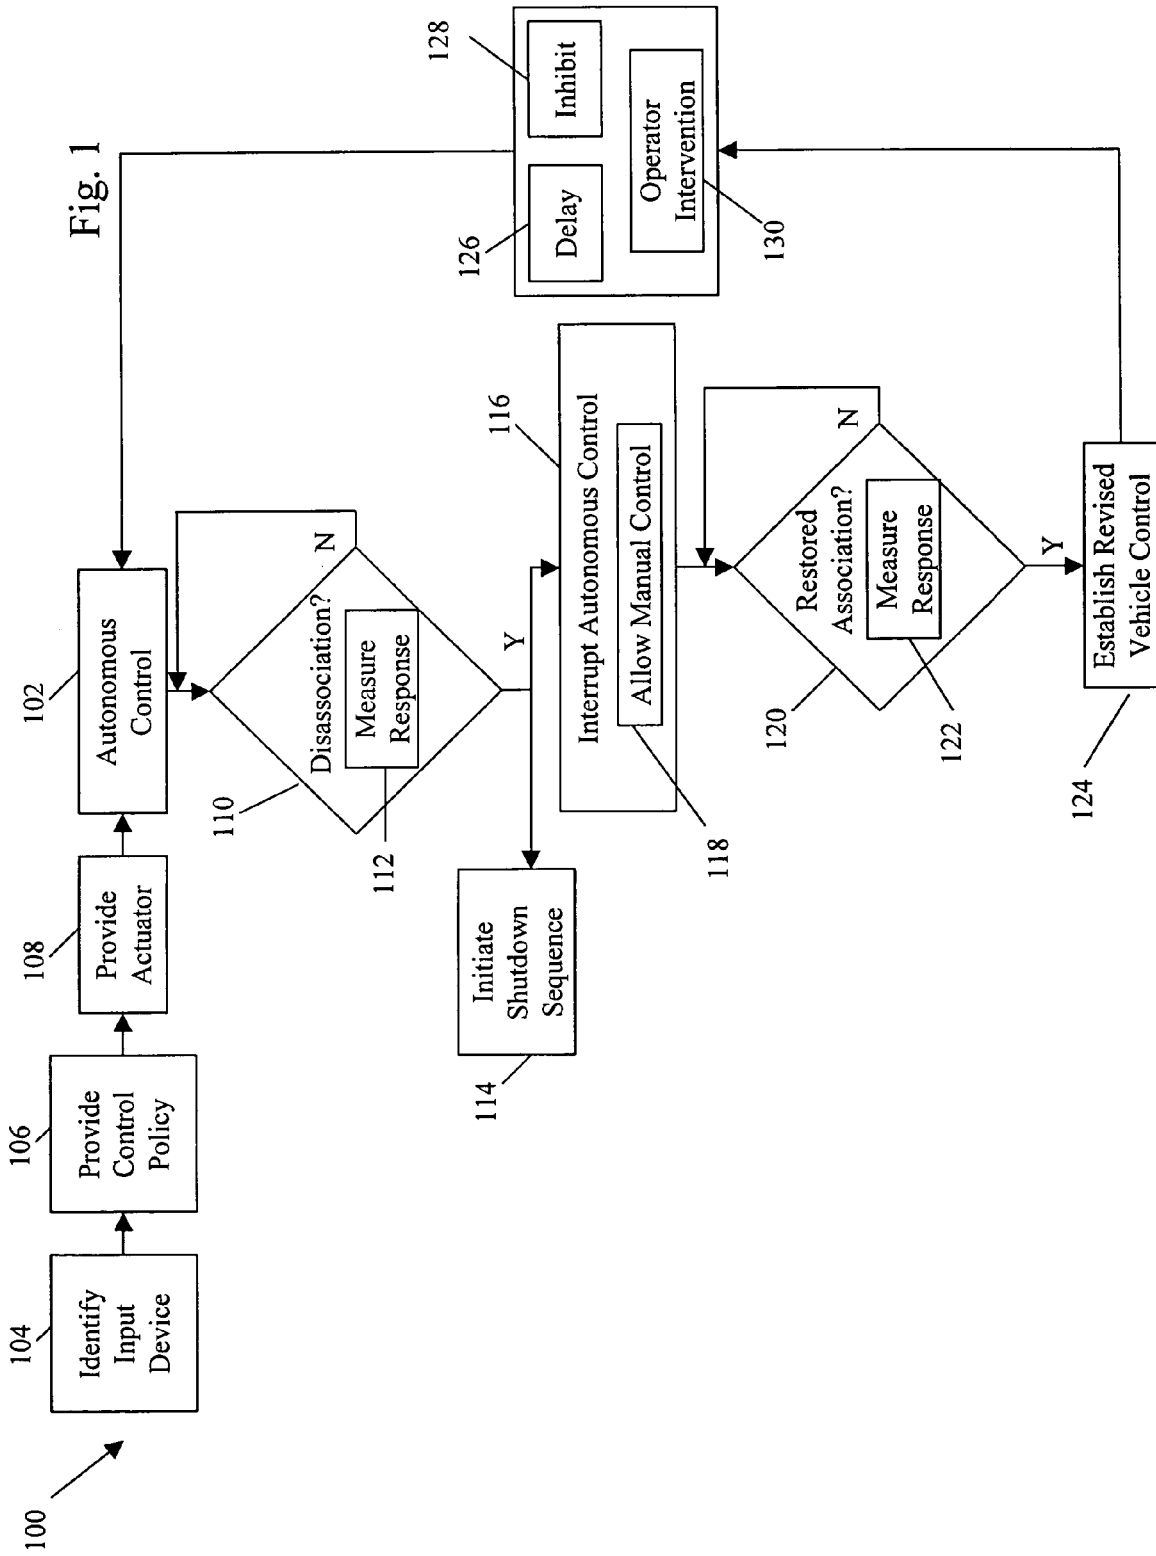 Fig. 1
100
104
Identify
Input
Device
106
Provide
Control
Policy
108
Provide
Actuator
102
Autonomous
Control
110
Disassociation?
Measure
Response
112
N
Y
114
Initiate
Shutdown
Sequence
116
Interrupt Autonomous Control
Allow Manual Control
118
120
Restored
Association?
Measure
Response
122
N
Y
124
Establish Revised
Vehicle Control
126
Delay
128
Inhibit
Operator
Intervention
130